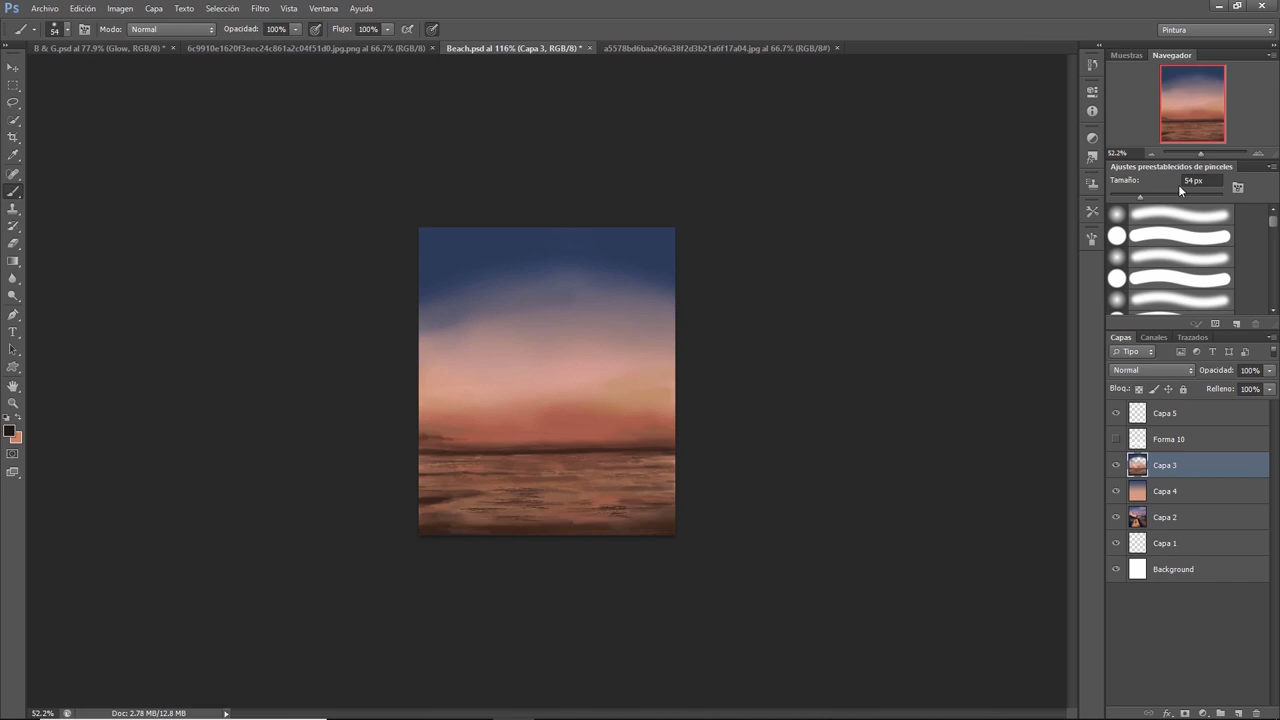 Ps Archivo Edición Imagen Capa Texto Selección Filtro Vista Ventana Ayuda
54 Modo: Normal Opacidad: 100% Flujo: 100% Pintura
B & G.psd al 77.9% (Glow, RGB/8) * × 6c9910e1620f3eec24c861a2c04f51d0.jpg.png al 66.7% (RGB/8) × Beach.psd al 116% (Capa 3, RGB/8) * × a5578bd6baa266a38f2d3b21a6f17a04.jpg al 66.7% (RGB/8#) ×
Muestras Navegador
52.2%
Ajustes preestablecidos de pinceles
Tamaño: 54 px
Capas Canales Trazados
Tipo
Normal Opacidad: 100%
Bloq.: Relleno: 100%
Capa 5
Forma 10
Capa 3
Capa 4
Capa 2
Capa 1
Background
52.2% Doc: 2.78 MB/12.8 MB